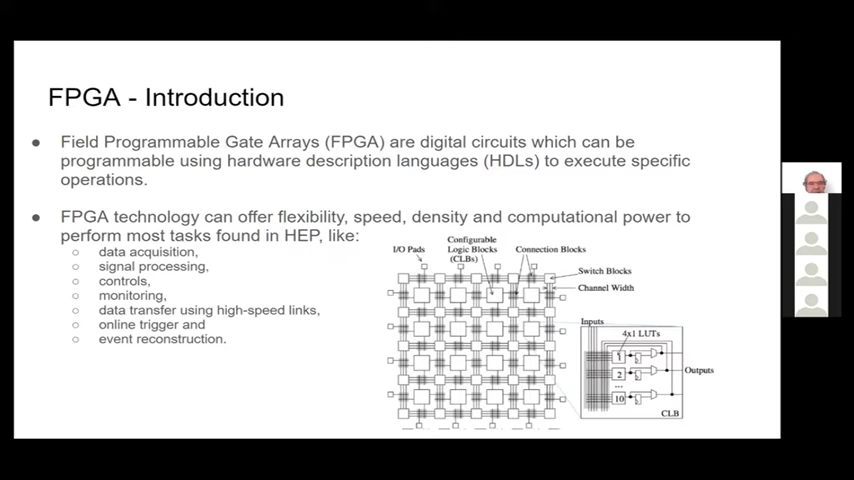 FPGA - Introduction
● Field Programmable Gate Arrays (FPGA) are digital circuits which can be
programmable using hardware description languages (HDLs) to execute specific
operations.
● FPGA technology can offer flexibility, speed, density and computational power to
perform most tasks found in HEP, like:
○ data acquisition,
○ signal processing,
○ controls,
○ monitoring,
○ data transfer using high-speed links,
○ online trigger and
○ event reconstruction.
I/O Pads
Configurable
Logic Blocks
(CLBs)
Connection Blocks
Switch Blocks
Channel Width
Inputs
4x1 LUTs
1
2
...
10
Outputs
CLB